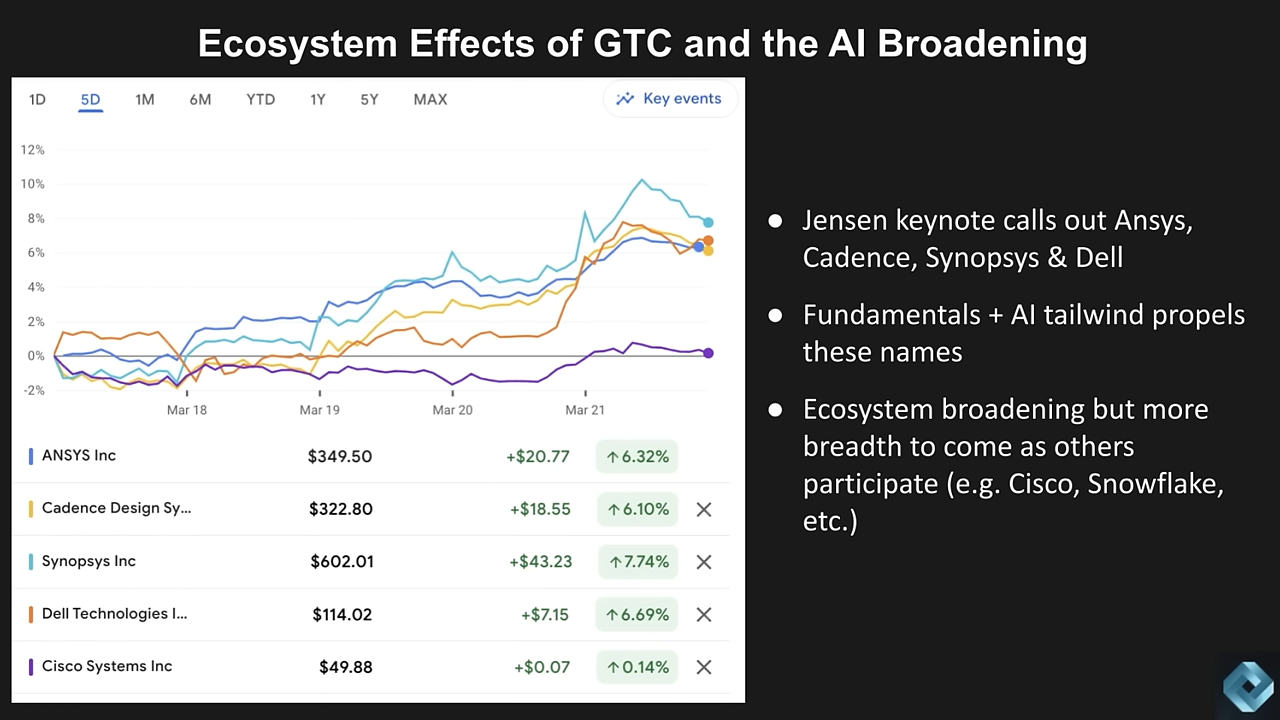 Ecosystem Effects of GTC and the AI Broadening
1D 5D 1M 6M YTD 1Y 5Y MAX Key events
12%
10%
8%
6%
4%
2%
0%
-2%
Mar 18 Mar 19 Mar 20 Mar 21
ANSYS Inc $349.50 +$20.77 ↑6.32%
Cadence Design Sy... $322.80 +$18.55 ↑6.10%
Synopsys Inc $602.01 +$43.23 ↑7.74%
Dell Technologies I... $114.02 +$7.15 ↑6.69%
Cisco Systems Inc $49.88 +$0.07 ↑0.14%
● Jensen keynote calls out Ansys,
Cadence, Synopsys & Dell
● Fundamentals + AI tailwind propels
these names
● Ecosystem broadening but more
breadth to come as others
participate (e.g. Cisco, Snowflake,
etc.)